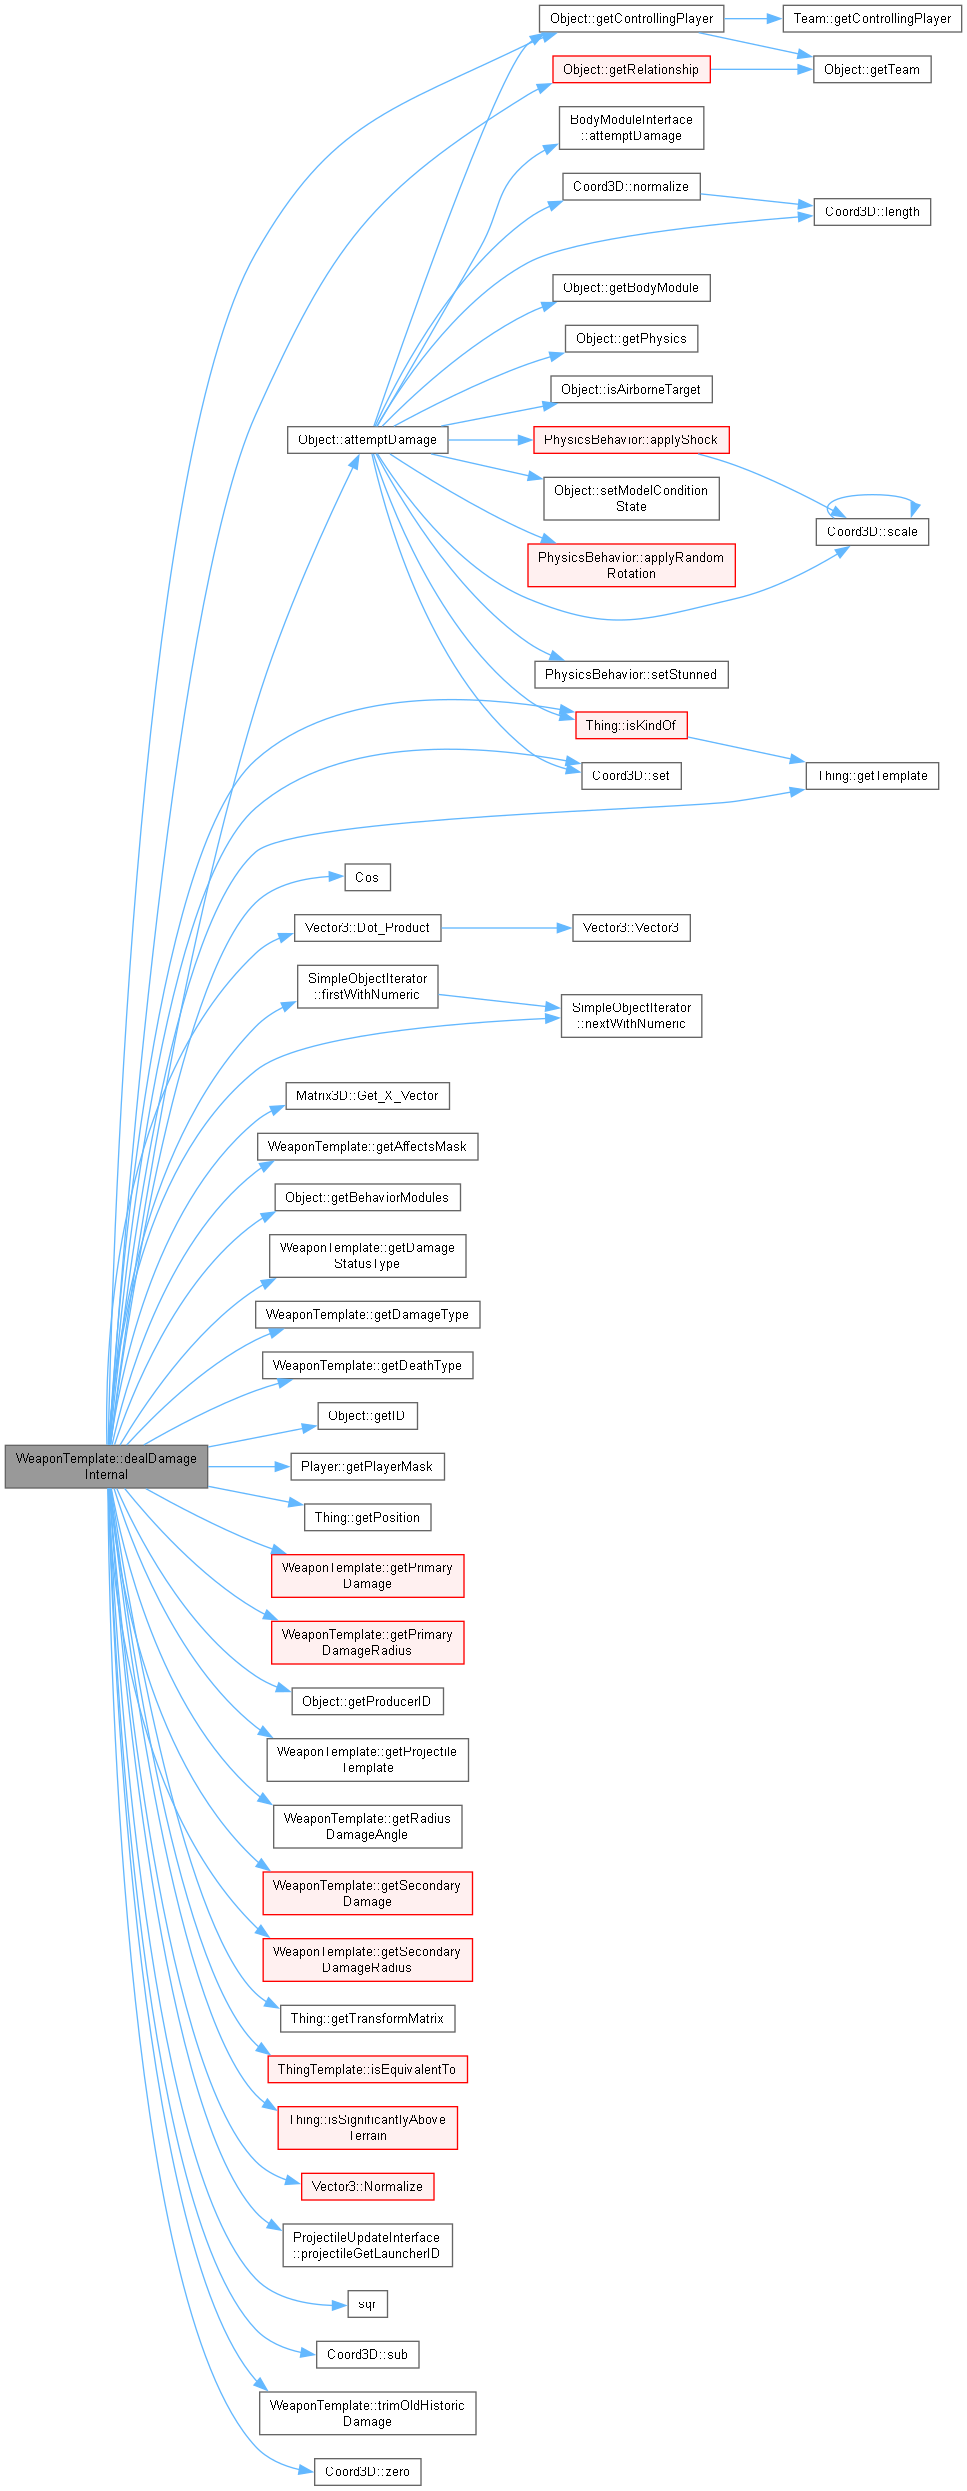 Object::getControllingPlayer
Team::getControllingPlayer
Object::getRelationship
Object::getTeam
BodyModuleInterface
::attemptDamage
Coord3D::normalize
Coord3D::length
Object::getBodyModule
Object::getPhysics
Object::isAirborneTarget
Object::attemptDamage
PhysicsBehavior::applyShock
Object::setModelCondition
State
Coord3D::scale
PhysicsBehavior::applyRandom
Rotation
PhysicsBehavior::setStunned
Thing::isKindOf
Coord3D::set
Thing::getTemplate
Cos
Vector3::Dot_Product
Vector3::Vector3
SimpleObjectIterator
::firstWithNumeric
SimpleObjectIterator
::nextWithNumeric
Matrix3D::Get_X_Vector
WeaponTemplate::getAffectsMask
Object::getBehaviorModules
WeaponTemplate::getDamage
StatusType
WeaponTemplate::getDamageType
WeaponTemplate::getDeathType
Object::getID
WeaponTemplate::dealDamage
Internal
Player::getPlayerMask
Thing::getPosition
WeaponTemplate::getPrimary
Damage
WeaponTemplate::getPrimary
DamageRadius
Object::getProducerID
WeaponTemplate::getProjectile
Template
WeaponTemplate::getRadius
DamageAngle
WeaponTemplate::getSecondary
Damage
WeaponTemplate::getSecondary
DamageRadius
Thing::getTransformMatrix
ThingTemplate::isEquivalentTo
Thing::isSignificantlyAbove
Terrain
Vector3::Normalize
ProjectileUpdateInterface
::projectileGetLauncherID
sqr
Coord3D::sub
WeaponTemplate::trimOldHistoric
Damage
Coord3D::zero